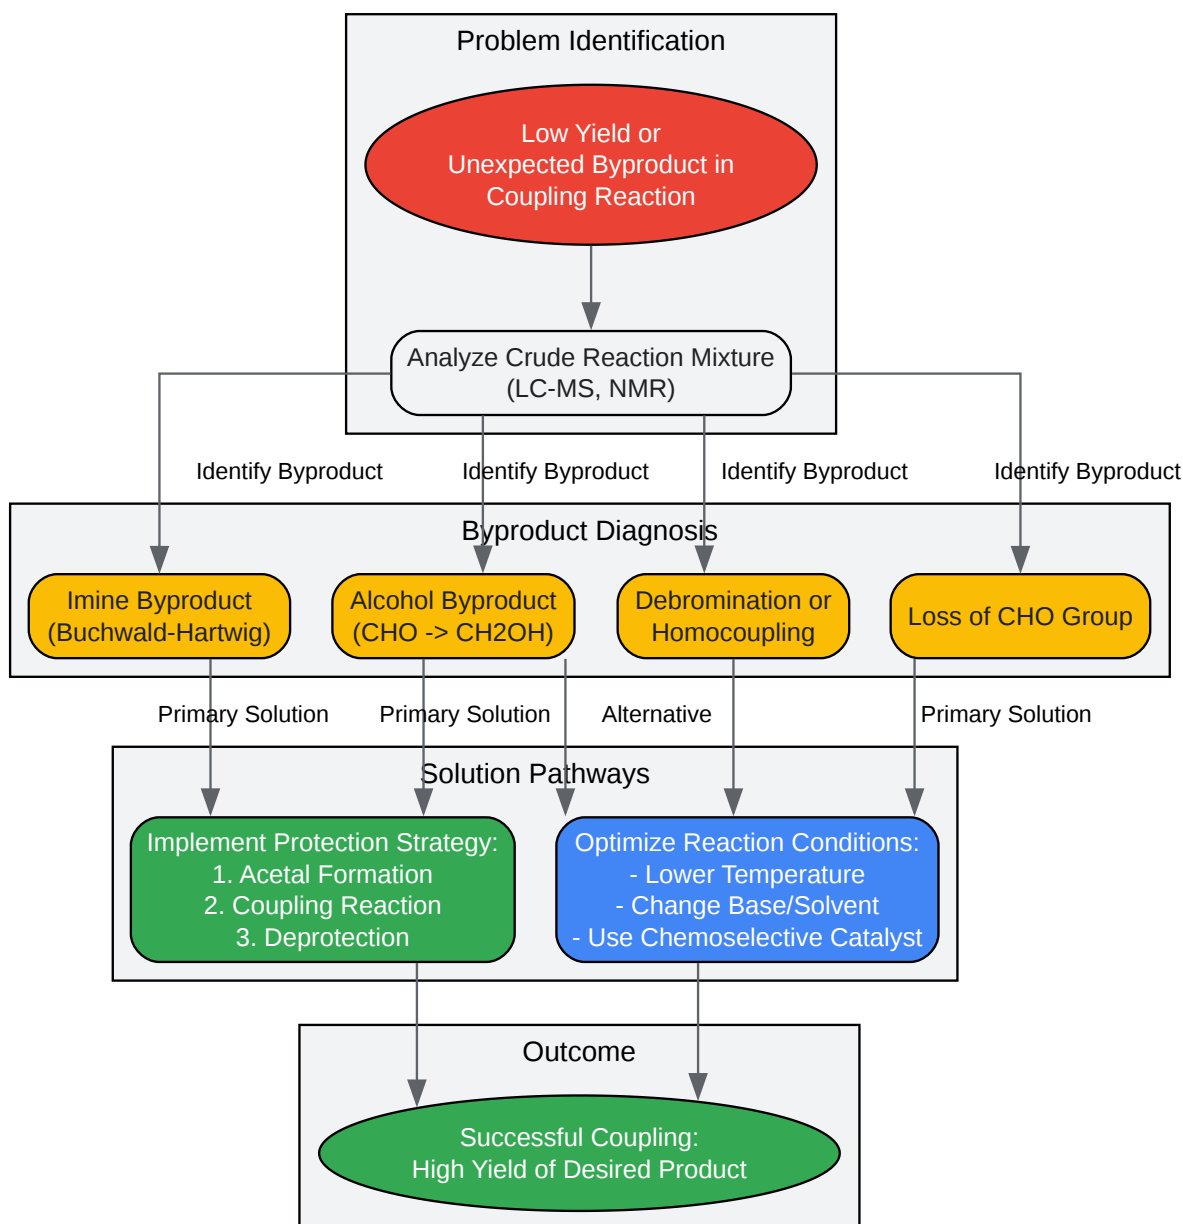 Problem Identification
Low Yield or
Unexpected Byproduct in
Coupling Reaction
Analyze Crude Reaction Mixture
(LC-MS, NMR)
Identify Byproduct
Identify Byproduct
Identify Byproduct
Identify Byproduct
Byproduct Diagnosis
Imine Byproduct
(Buchwald-Hartwig)
Alcohol Byproduct
(CHO -> CH2OH)
Debromination or
Homocoupling
Loss of CHO Group
Primary Solution
Primary Solution
Alternative
Primary Solution
Solution Pathways
Implement Protection Strategy:
1. Acetal Formation
2. Coupling Reaction
3. Deprotection
Optimize Reaction Conditions:
- Lower Temperature
- Change Base/Solvent
- Use Chemoselective Catalyst
Outcome
Successful Coupling:
High Yield of Desired Product